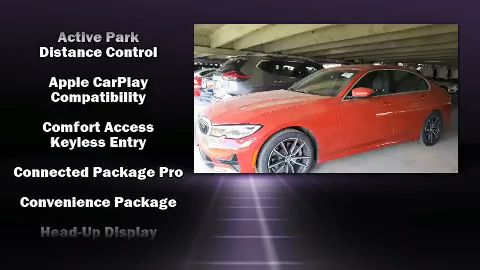 Active Park
Distance Control
Apple CarPlay
Compatibility
Comfort Access
Keyless Entry
Connected Package Pro
Convenience Package
Head-Up Display